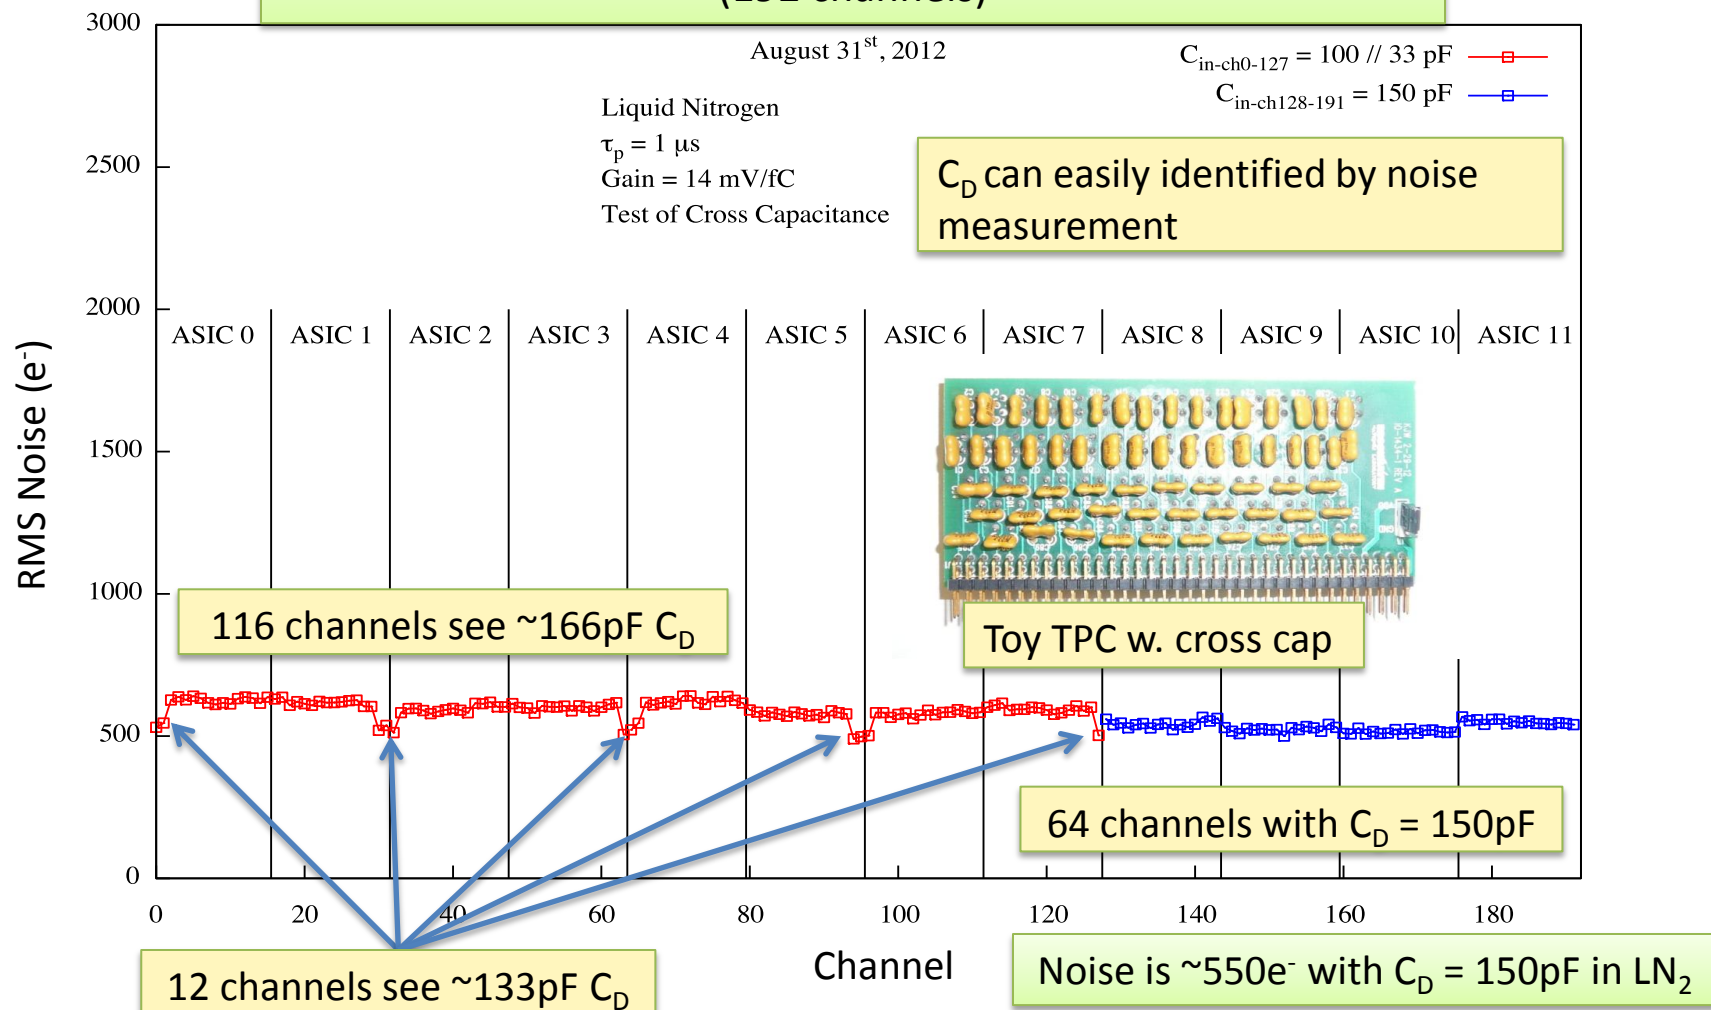 (192 channels)
3000
August 31st, 2012
Cin-ch0-127 = 100 // 33 pF
Cin-ch128-191 = 150 pF
Liquid Nitrogen
τp = 1 μs
Gain = 14 mV/fC
Test of Cross Capacitance
2500
CD can easily identified by noise
measurement
2000
ASIC 0 ASIC 1 ASIC 2 ASIC 3 ASIC 4 ASIC 5 ASIC 6 ASIC 7 ASIC 8 ASIC 9 ASIC 10 ASIC 11
RMS Noise (e-)
1500
1000
116 channels see ~166pF CD
Toy TPC w. cross cap
500
64 channels with CD = 150pF
0
0 20 40 60 80 100 120 140 160 180
Channel
12 channels see ~133pF CD
Noise is ~550e- with CD = 150pF in LN2